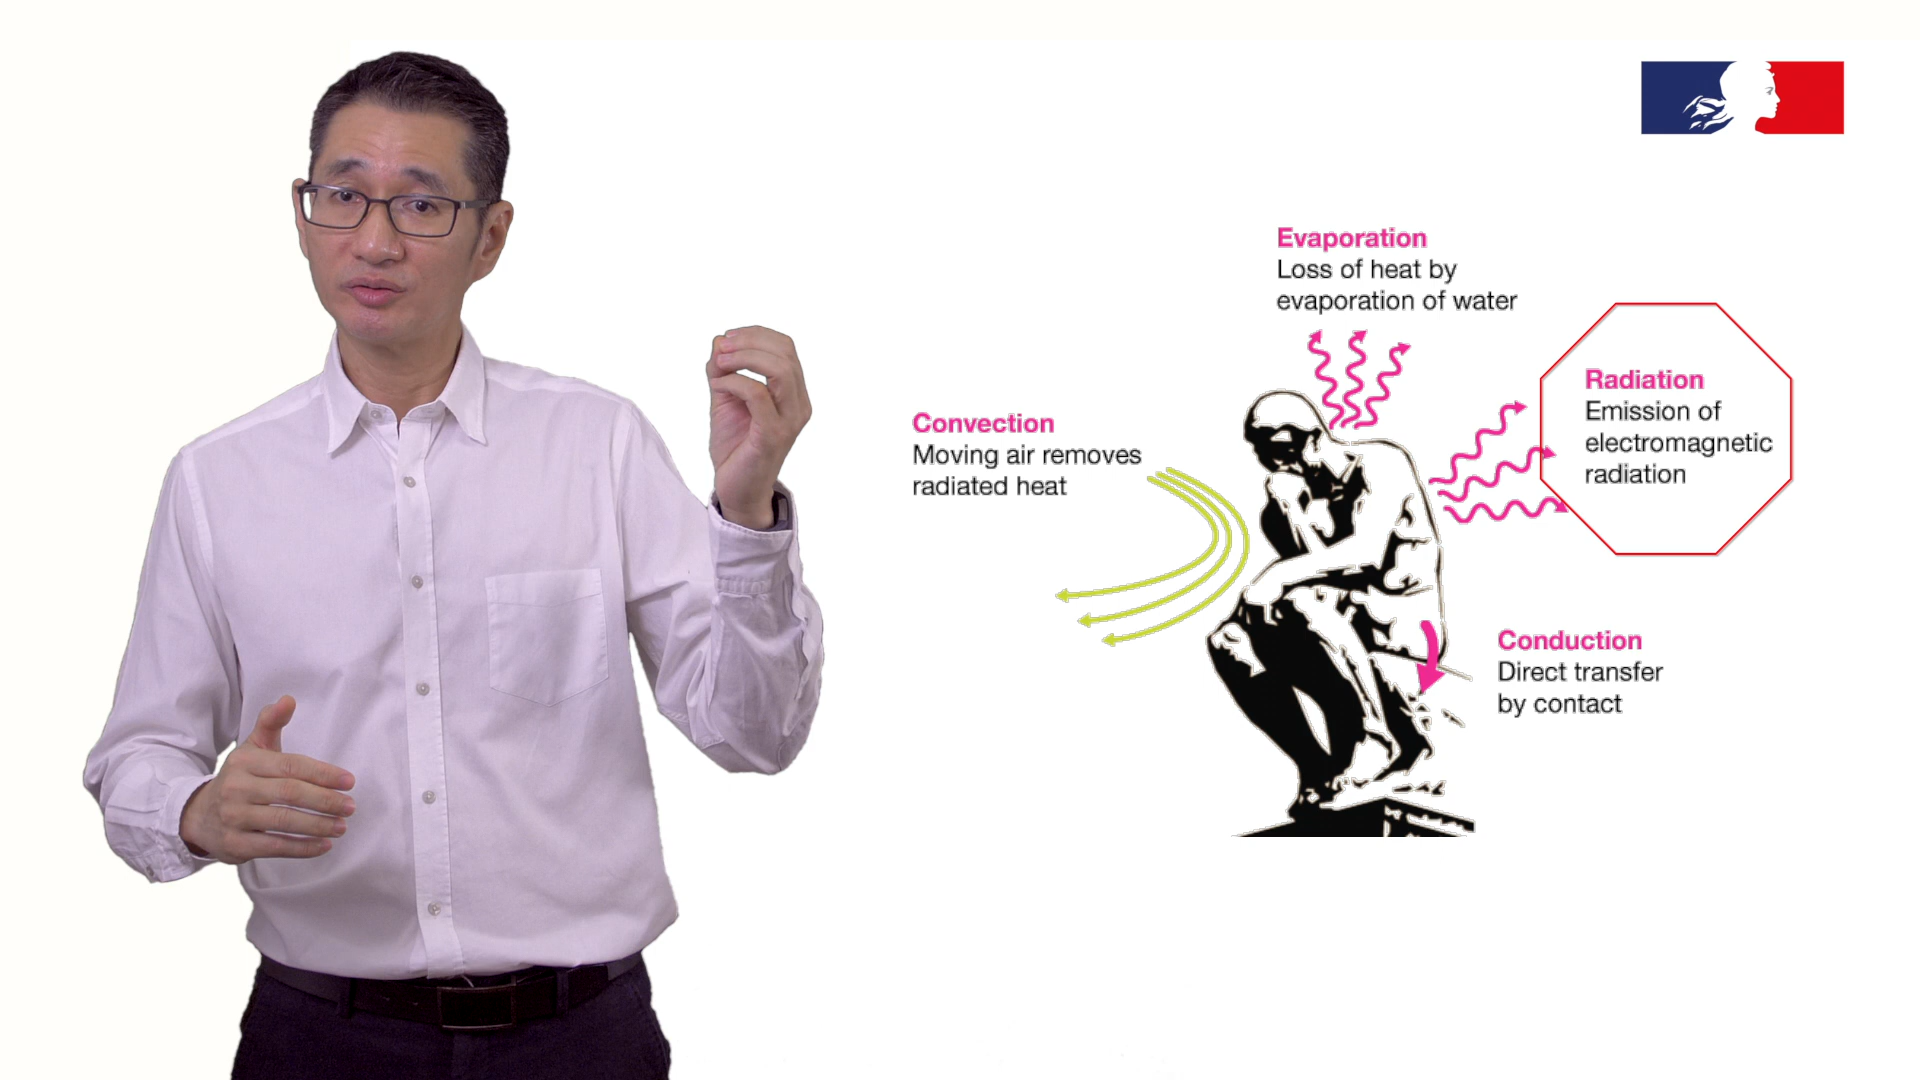 Evaporation
Loss of heat by
evaporation of water
Convection
Moving air removes
radiated heat
Radiation
Emission of
electromagnetic
radiation
Conduction
Direct transfer
by contact